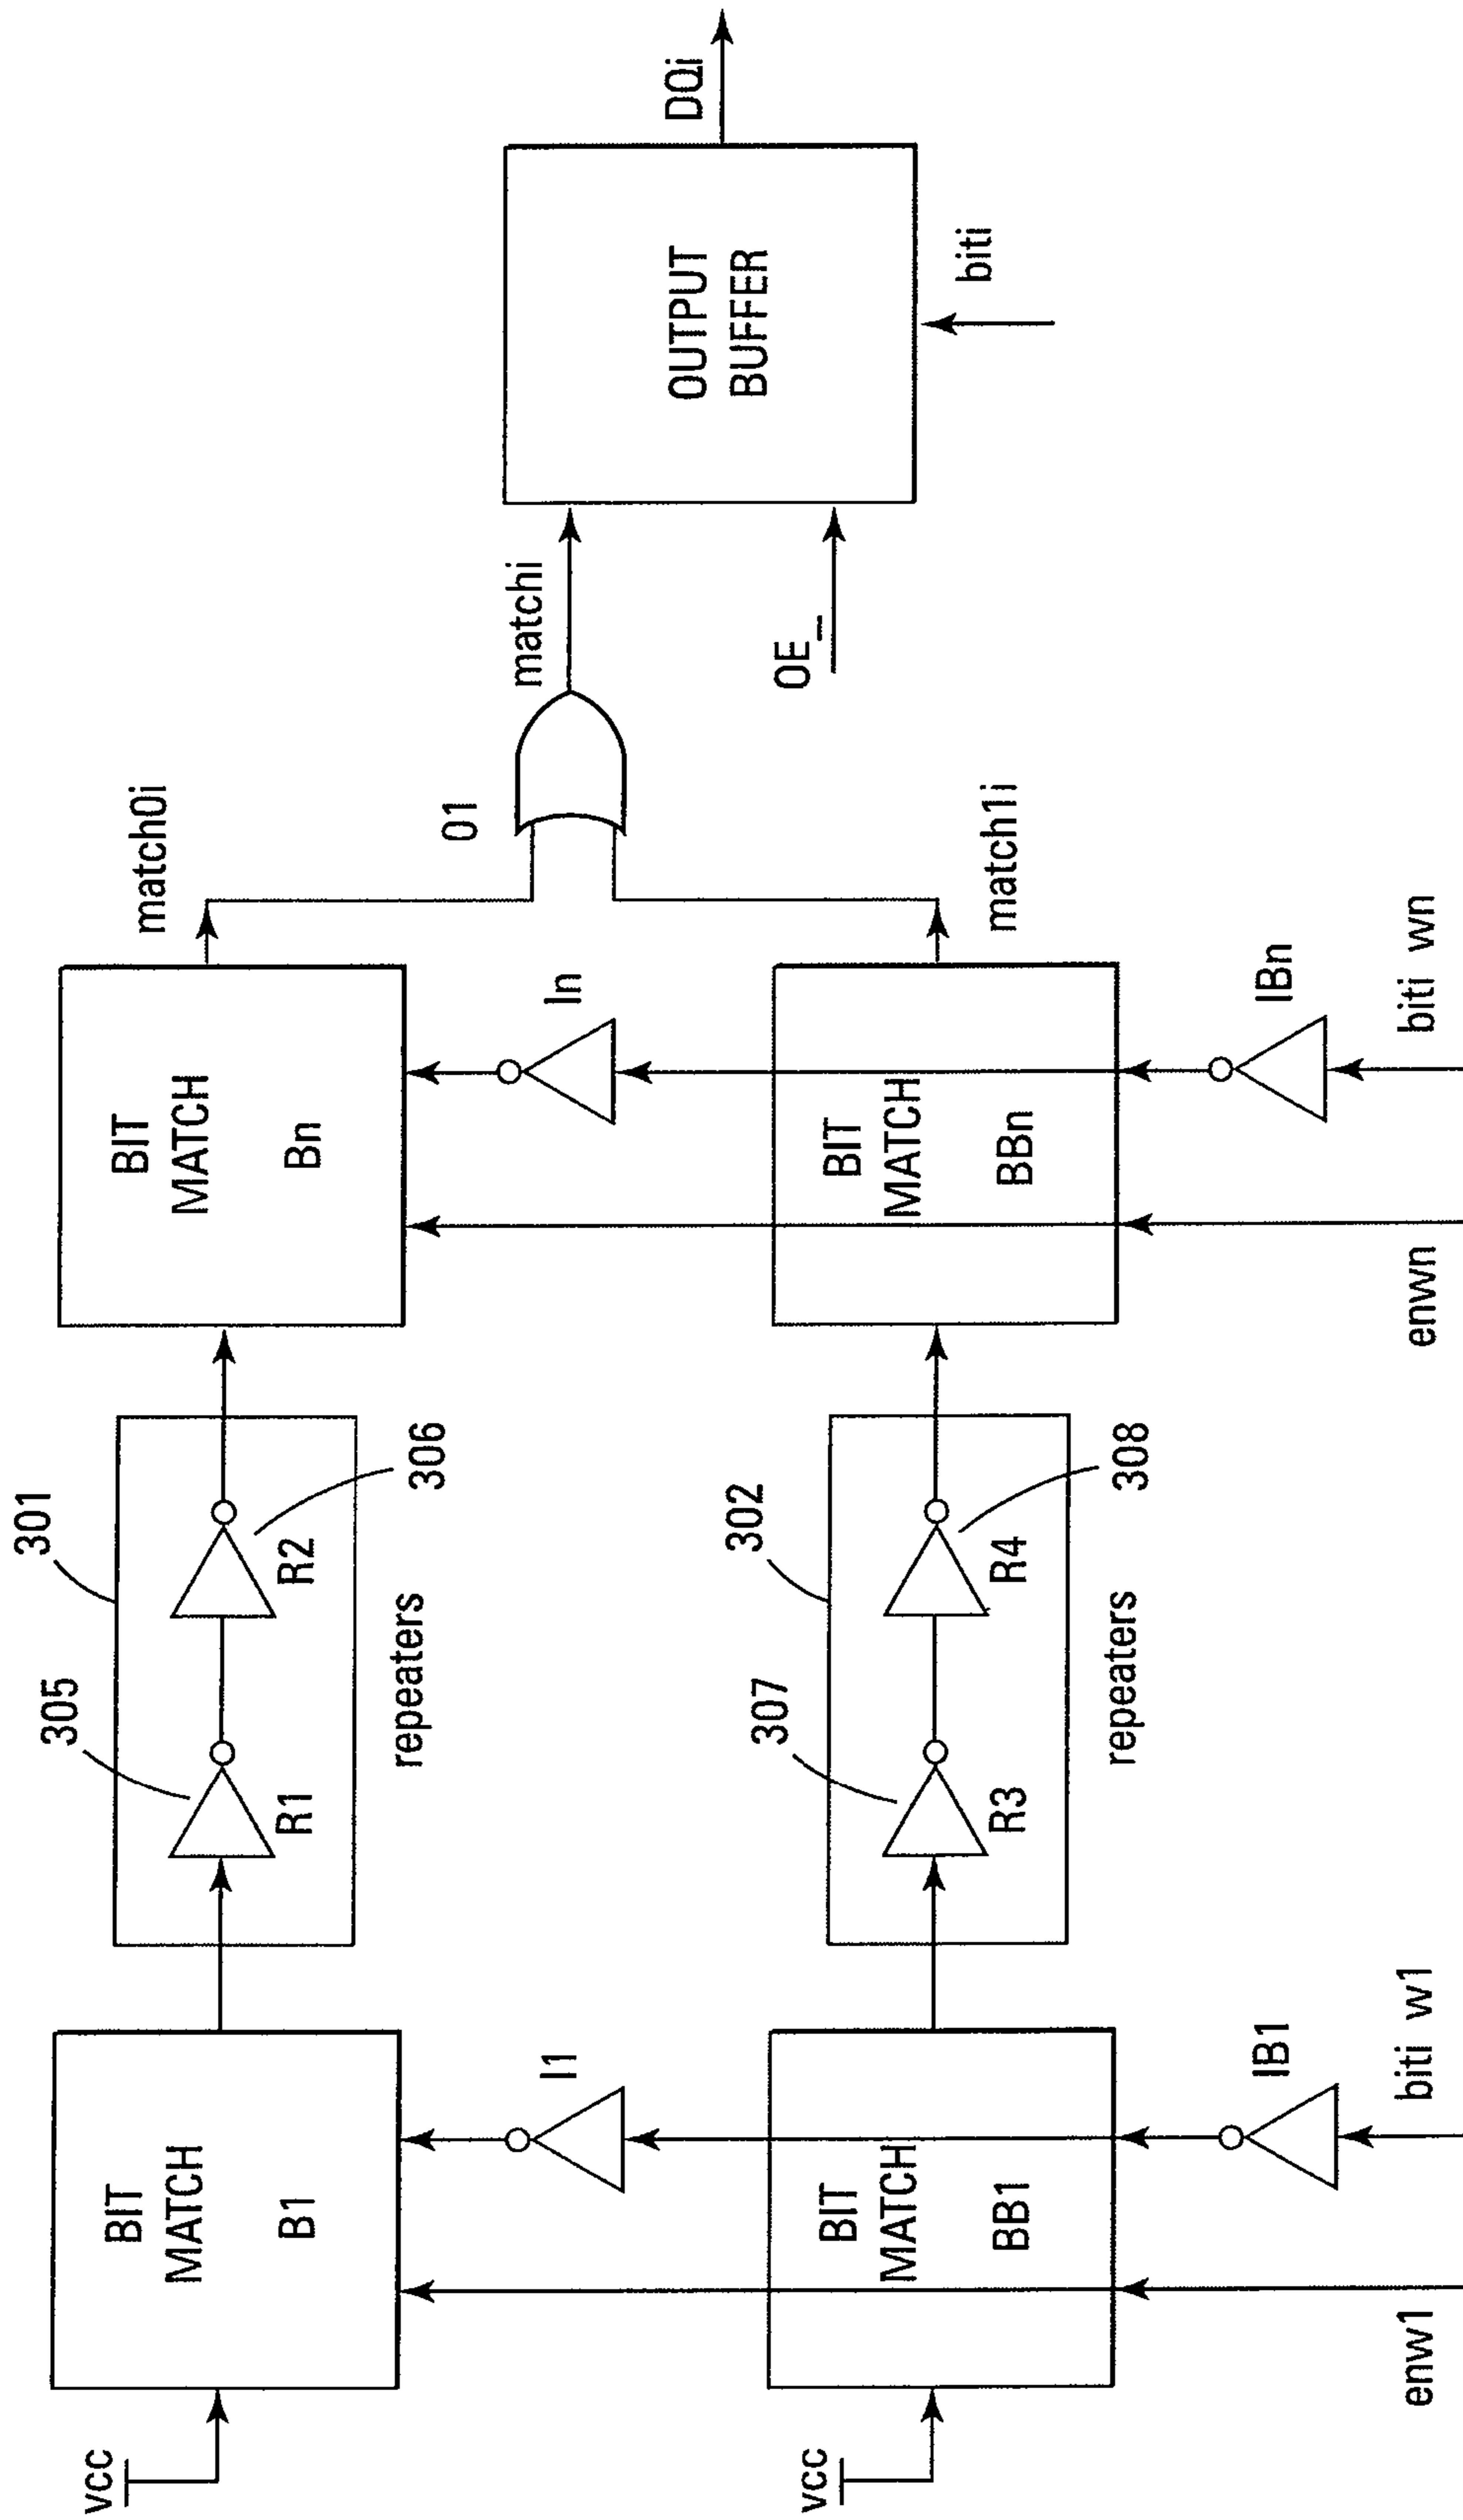 vcc
BIT
MATCH
B1
I1
305
R1
301
R2
306
repeaters
BIT
MATCH
Bn
In
match0i
01
matchi
OE_
OUTPUT
BUFFER
DQi
biti
vcc
BIT
MATCH
BB1
IB1
307
R3
302
R4
308
repeaters
BIT
MATCH
BBn
IBn
match1i
envw1
biti w1
envwn
biti wn